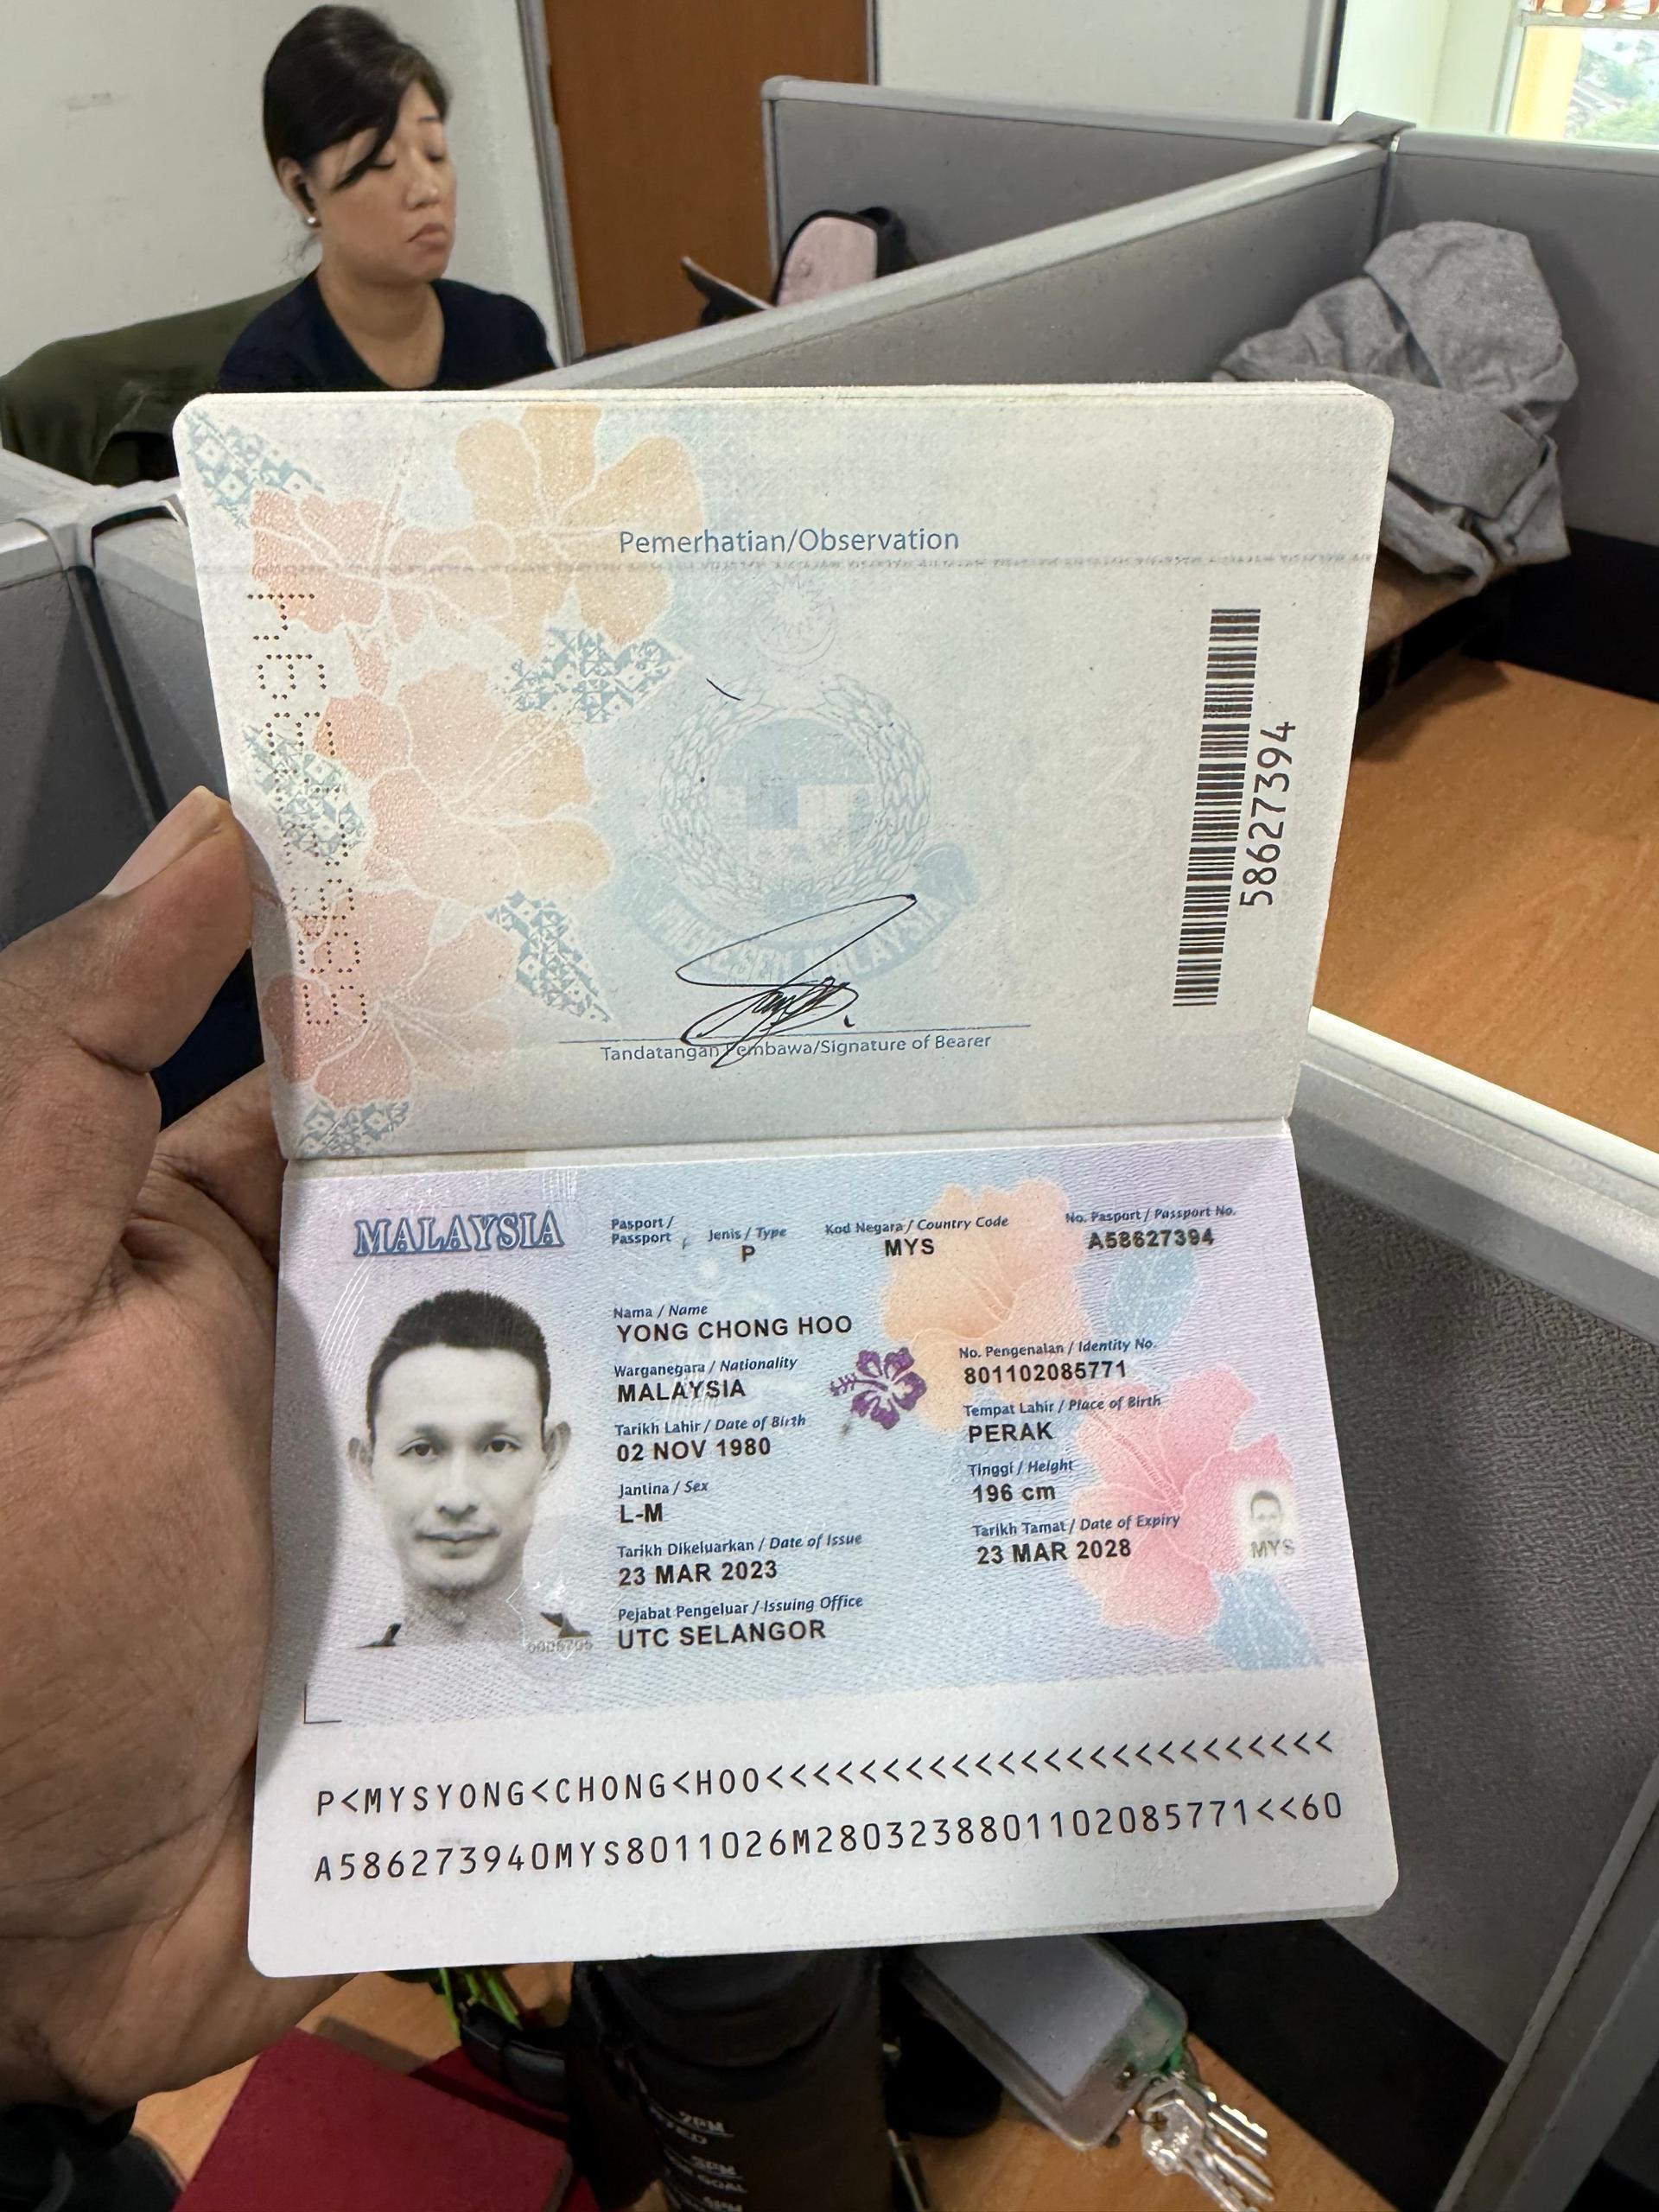 Pemerhatian/Observation
58627394
Tandatangan Pembawa/Signature of Bearer
MALAYSIA
Pasport / Passport
Jenis / Type
P
Kod Negara / Country Code
MYS
No. Pasport / Passport No.
A58627394
Nama / Name
YONG CHONG HOO
Warganegara / Nationality
MALAYSIA
Tarikh Lahir / Date of Birth
02 NOV 1980
Jantina / Sex
L-M
Tarikh Dikeluarkan / Date of Issue
23 MAR 2023
Pejabat Pengeluar / Issuing Office
UTC SELANGOR
No. Pengenalan / Identity No.
801102085771
Tempat Lahir / Place of Birth
PERAK
Tinggi / Height
196 cm
Tarikh Tamat / Date of Expiry
23 MAR 2028
MYS
P<MYSYONG<CHONG<HOO<<<<<<<<<<<<<<<<<<<<<<<<<
A586273940MYS8011026M2803238801102085771<<60